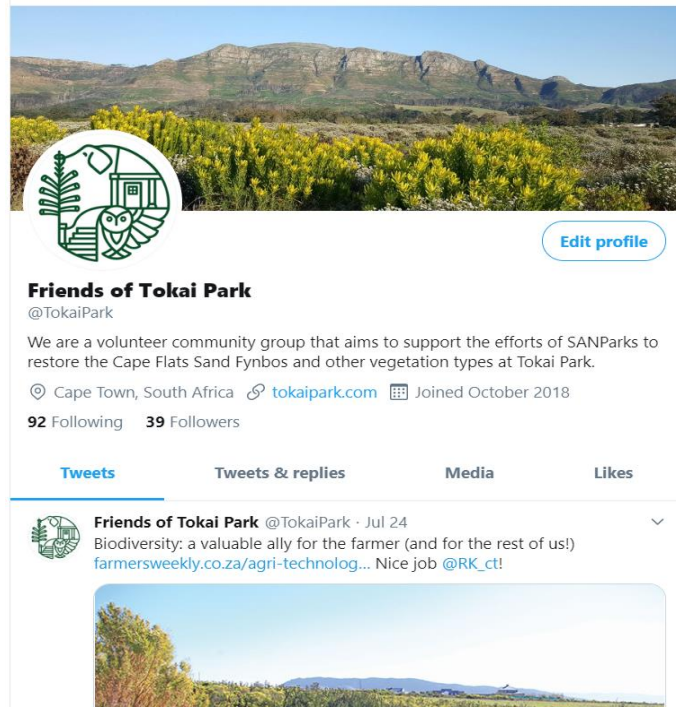 Edit profile
Friends of Tokai Park
@TokaiPark
We are a volunteer community group that aims to support the efforts of SANParks to
restore the Cape Flats Sand Fynbos and other vegetation types at Tokai Park.
Cape Town, South Africa tokaipark.com Joined October 2018
92 Following 39 Followers
Tweets Tweets & replies Media Likes
Friends of Tokai Park @TokaiPark · Jul 24
Biodiversity: a valuable ally for the farmer (and for the rest of us!)
farmersweekly.co.za/agri-technolog... Nice job @RK_ct!